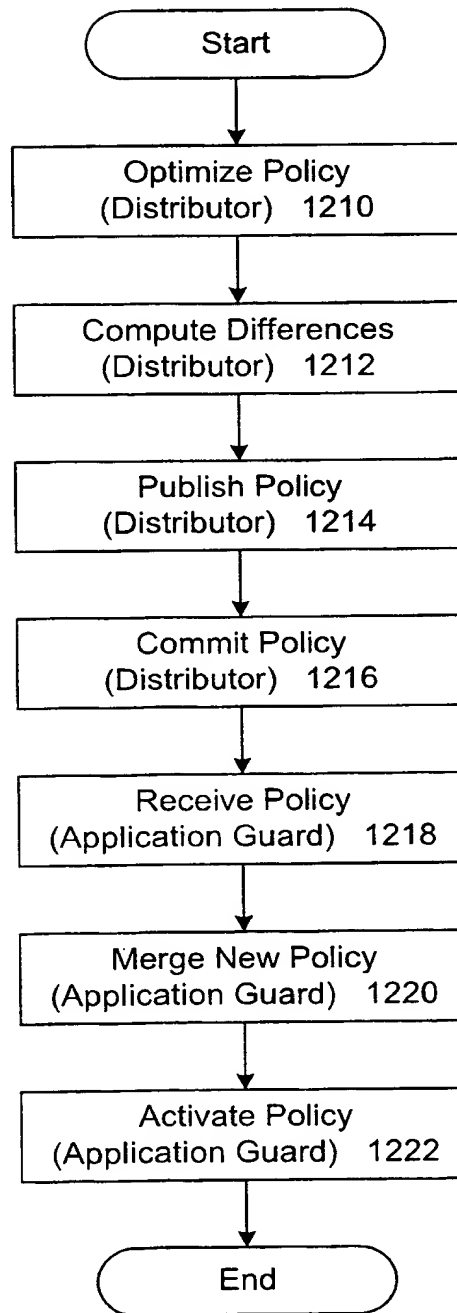 Start
Optimize Policy
(Distributor) 1210
Compute Differences
(Distributor) 1212
Publish Policy
(Distributor) 1214
Commit Policy
(Distributor) 1216
Receive Policy
(Application Guard) 1218
Merge New Policy
(Application Guard) 1220
Activate Policy
(Application Guard) 1222
End